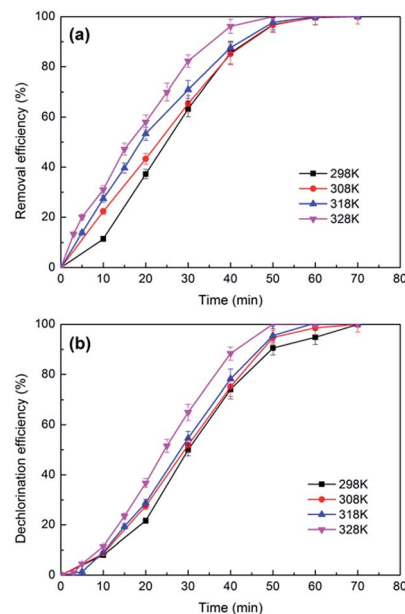 (a)
Removal efficiency (%)
100
80
60
40
20
0
298K
308K
318K
328K
0 10 20 30 40 50 60 70 80
Time (min)
(b)
Dechlorination efficiency (%)
100
80
60
40
20
0
298K
308K
318K
328K
0 10 20 30 40 50 60 70 80
Time (min)